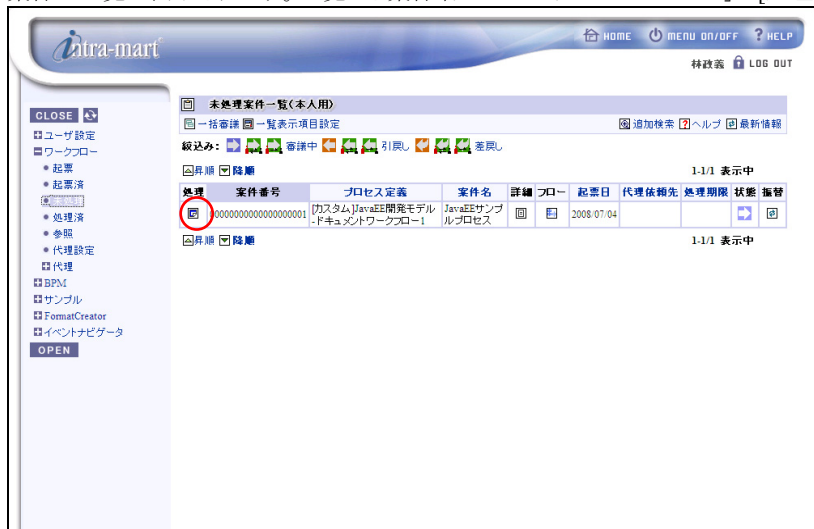 intra-mart
HOME MENU ON/OFF ? HELP
林政義 LOG OUT
CLOSE
ユーザ設定
ワークフロー
起票
起票済
未処理
処理済
参照
代理設定
代理
BPM
サンプル
FormatCreator
イベントナビゲータ
OPEN
未処理案件一覧(本人用)
一括審議 一覧表示項目設定 追加検索 ?ヘルプ 最新情報
絞込み: 審議中 引戻し 差戻し
昇順 降順 1-1/1 表示中
処理 案件番号 プロセス定義 案件名 詳細 フロー 起票日 代理依頼先 処理期限 状態 振替
00000000000000000001 [カスタム]JavaEE開発モデル-ドキュメントワークフロー1 JavaEEサンプルプロセス 2008/07/04
昇順 降順 1-1/1 表示中